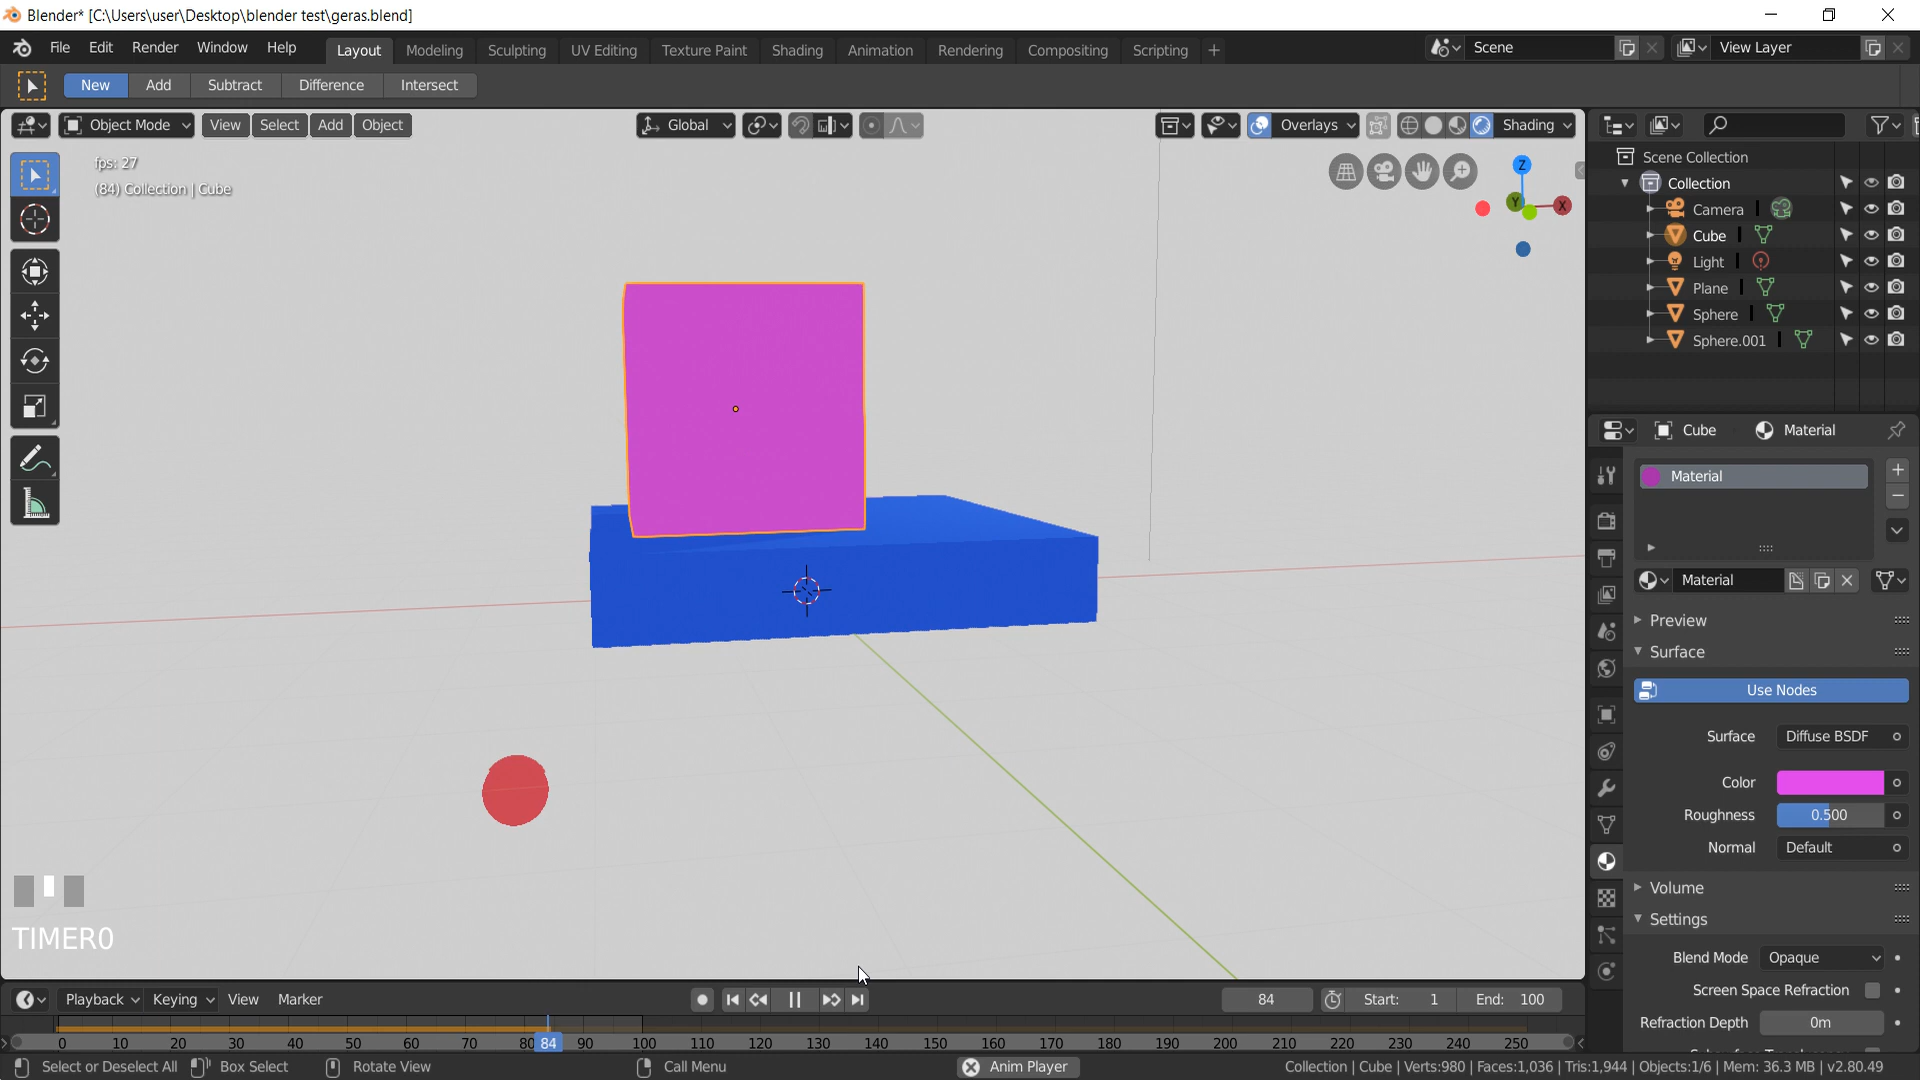 Blender* [C:\Users\user\Desktop\blender test\geras.blend]
File Edit Render Window Help Layout Modeling Sculpting UV Editing Texture Paint Shading Animation Rendering Compositing Scripting + Scene View Layer
New Add Subtract Difference Intersect
Object Mode View Select Add Object Global Overlays Shading
fps: 27
(84) Collection | Cube
Z
Y
X
Scene Collection
Collection
Camera
Cube
Light
Plane
Sphere
Sphere.001
Cube Material
Material
Material
Preview
Surface
Use Nodes
Surface Diffuse BSDF
Color
Roughness 0.500
Normal Default
Volume
Settings
Blend Mode Opaque
Screen Space Refraction
Refraction Depth 0m
TIMER0
Playback Keying View Marker 84 Start: 1 End: 100
0 10 20 30 40 50 60 70 80 84 90 100 110 120 130 140 150 160 170 180 190 200 210 220 230 240 250
Select or Deselect All Box Select Rotate View Call Menu Anim Player Collection | Cube | Verts:980 | Faces:1,036 | Tris:1,944 | Objects:1/6 | Mem: 36.3 MB | v2.80.49